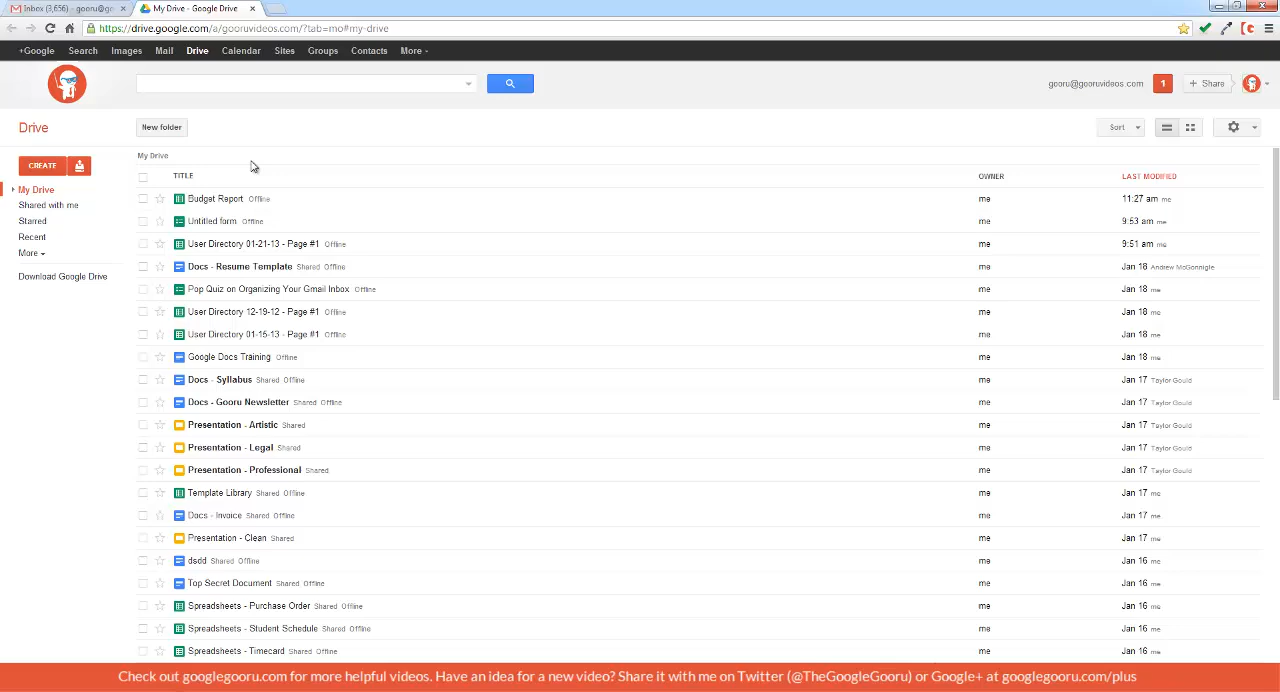 Inbox (3,656) - gooru@go
My Drive - Google Drive
https://drive.google.com/a/gooruvideos.com/?tab=mo#my-drive
+Google Search Images Mail Drive Calendar Sites Groups Contacts More
gooru@gooruvideos.com 1 + Share
Drive New folder Sort
My Drive
CREATE
My Drive
Shared with me
Starred
Recent
More
Download Google Drive
TITLE OWNER LAST MODIFIED
Budget Report Offline me 11:27 am me
Untitled form Offline me 9:53 am me
User Directory 01-21-13 - Page #1 Offline me 9:51 am me
Docs - Resume Template Shared Offline me Jan 18 Andrew McGonnigle
Pop Quiz on Organizing Your Gmail Inbox Offline me Jan 18 me
User Directory 12-19-12 - Page #1 Offline me Jan 18 me
User Directory 01-15-13 - Page #1 Offline me Jan 18 me
Google Docs Training Offline me Jan 18 me
Docs - Syllabus Shared Offline me Jan 17 Taylor Gould
Docs - Gooru Newsletter Shared Offline me Jan 17 Taylor Gould
Presentation - Artistic Shared me Jan 17 Taylor Gould
Presentation - Legal Shared me Jan 17 Taylor Gould
Presentation - Professional Shared me Jan 17 Taylor Gould
Template Library Shared Offline me Jan 17 me
Docs - Invoice Shared Offline me Jan 17 me
Presentation - Clean Shared me Jan 17 me
dsdd Shared Offline me Jan 16 me
Top Secret Document Shared Offline me Jan 16 me
Spreadsheets - Purchase Order Shared Offline me Jan 16 me
Spreadsheets - Student Schedule Shared Offline me Jan 16 me
Spreadsheets - Timecard Shared Offline me Jan 16 me
Check out googlegooru.com for more helpful videos. Have an idea for a new video? Share it with me on Twitter (@TheGoogleGooru) or Google+ at googlegooru.com/plus